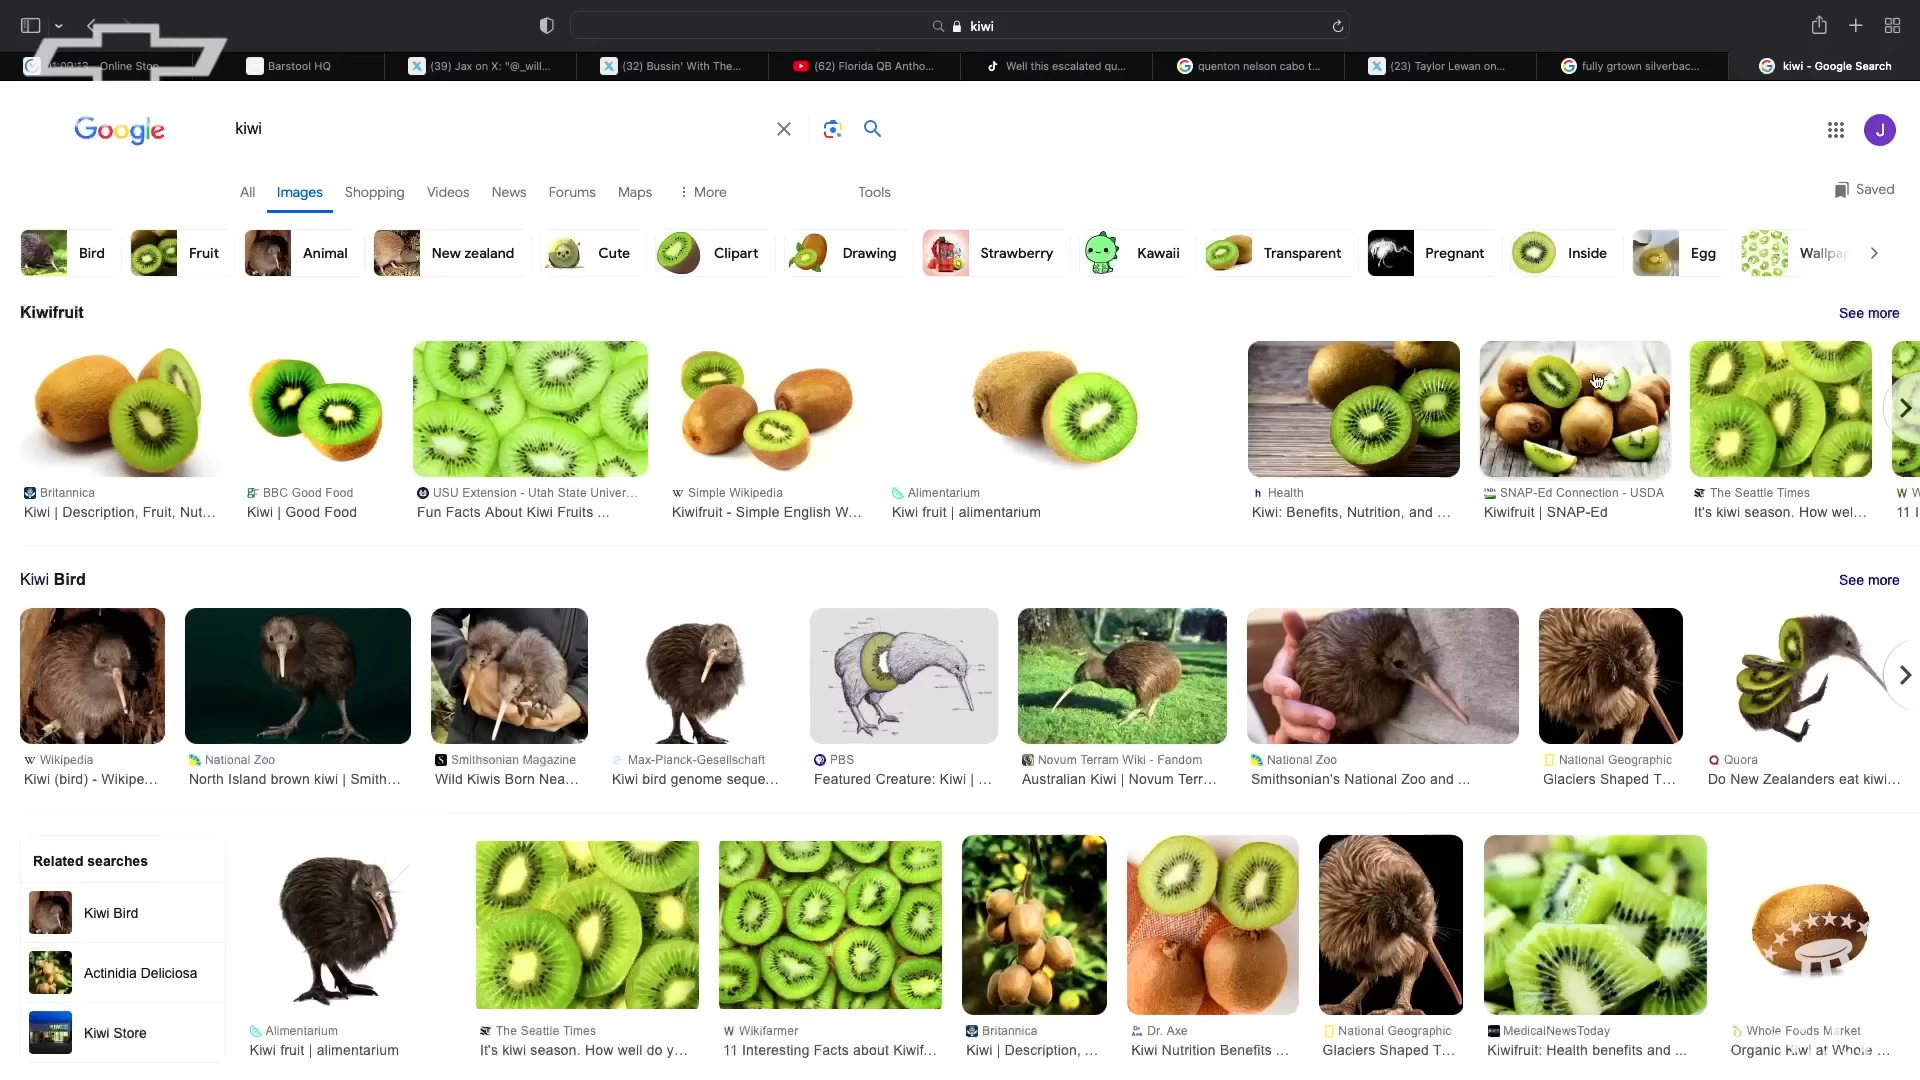 kiwi
Online Stop
Barstool HQ
(39) Jax on X: "@_will...
(32) Bussin' With The...
(62) Florida QB Antho...
Well this escalated qu...
quenton nelson cabo t...
(23) Taylor Lewan on...
fully grtown silverbac...
kiwi - Google Search
Google
kiwi
J
All
Images
Shopping
Videos
News
Forums
Maps
More
Tools
Saved
Bird
Fruit
Animal
New zealand
Cute
Clipart
Drawing
Strawberry
Kawaii
Transparent
Pregnant
Inside
Egg
Wallpap
Kiwifruit
See more
Britannica
Kiwi | Description, Fruit, Nut...
BBC Good Food
Kiwi | Good Food
USU Extension - Utah State Univer...
Fun Facts About Kiwi Fruits ...
Simple Wikipedia
Kiwifruit - Simple English W...
Alimentarium
Kiwi fruit | alimentarium
Health
Kiwi: Benefits, Nutrition, and ...
SNAP-Ed Connection - USDA
Kiwifruit | SNAP-Ed
The Seattle Times
It's kiwi season. How wel...
W
11 I
Kiwi Bird
See more
Wikipedia
Kiwi (bird) - Wikipe...
National Zoo
North Island brown kiwi | Smith...
Smithsonian Magazine
Wild Kiwis Born Nea...
Max-Planck-Gesellschaft
Kiwi bird genome seque...
PBS
Featured Creature: Kiwi | ...
Novum Terram Wiki - Fandom
Australian Kiwi | Novum Terr...
National Zoo
Smithsonian's National Zoo and ...
National Geographic
Glaciers Shaped T...
Quora
Do New Zealanders eat kiwi...
Related searches
Kiwi Bird
Actinidia Deliciosa
Kiwi Store
Alimentarium
Kiwi fruit | alimentarium
The Seattle Times
It's kiwi season. How well do y...
Wikifarmer
11 Interesting Facts about Kiwif...
Britannica
Kiwi | Description, ...
Dr. Axe
Kiwi Nutrition Benefits ...
National Geographic
Glaciers Shaped T...
MedicalNewsToday
Kiwifruit: Health benefits and ...
Whole Foods Market
Organic Kiwi at Whole ...